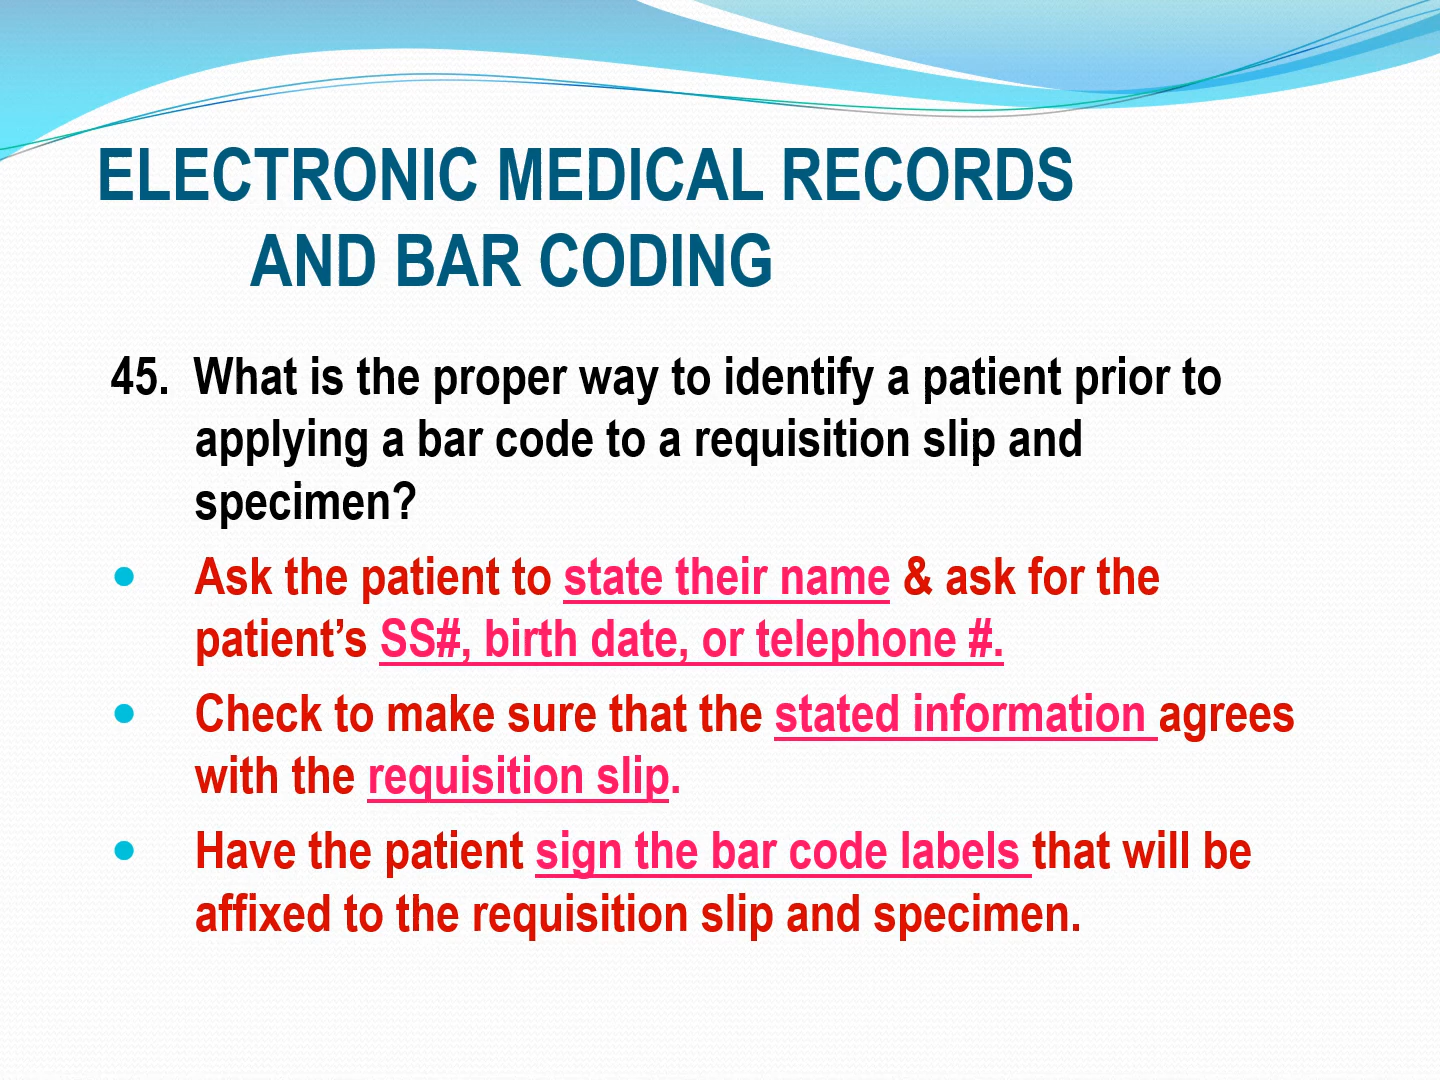 ELECTRONIC MEDICAL RECORDS
AND BAR CODING
45. What is the proper way to identify a patient prior to
applying a bar code to a requisition slip and
specimen?
• Ask the patient to state their name & ask for the
patient’s SS#, birth date, or telephone #.
• Check to make sure that the stated information agrees
with the requisition slip.
• Have the patient sign the bar code labels that will be
affixed to the requisition slip and specimen.